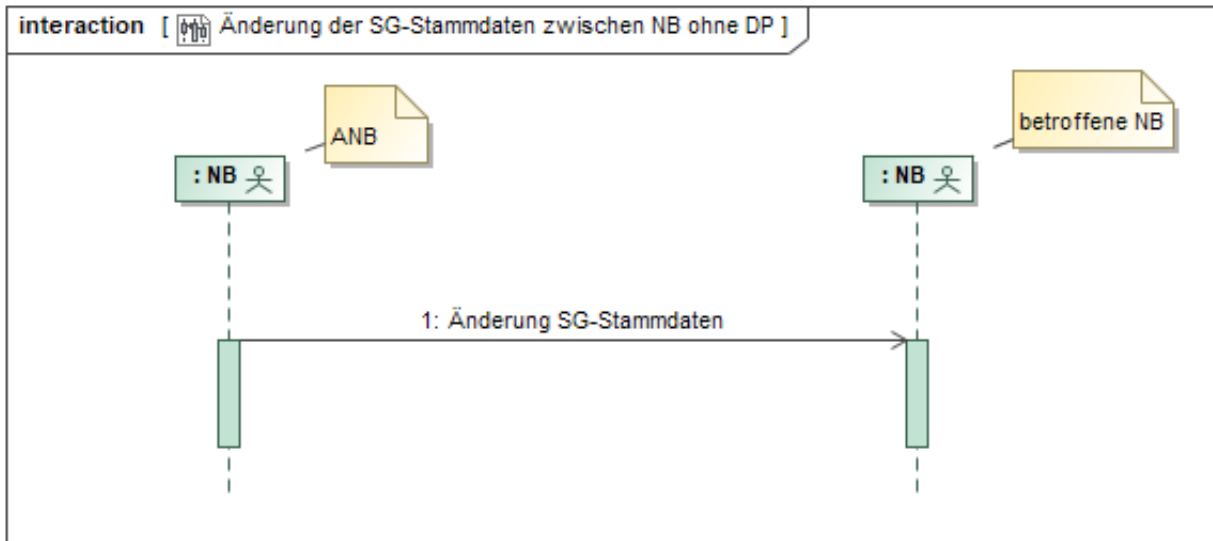 interaction [ Änderung der SG-Stammdaten zwischen NB ohne DP ]
ANB
betroffene NB
: NB
: NB
1: Änderung SG-Stammdaten